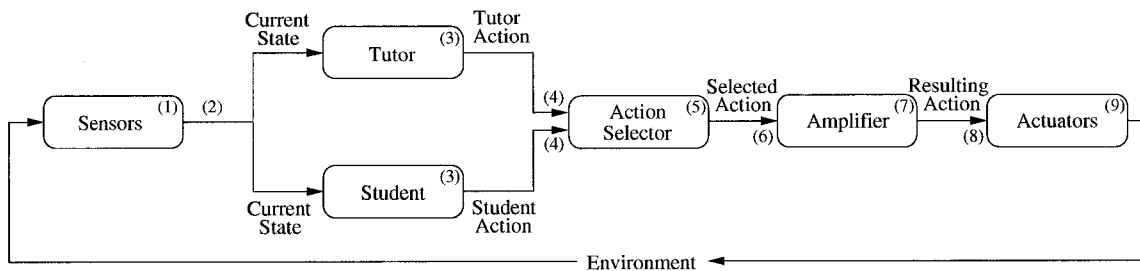 Current
State
Tutor
(3)
Tutor
Action
Sensors
(1)
(2)
(4)
(4)
Action
Selector
(5)
Selected
Action
(6)
Amplifier
(7)
Resulting
Action
(8)
Actuators
(9)
Current
State
Student
(3)
Student
Action
Environment